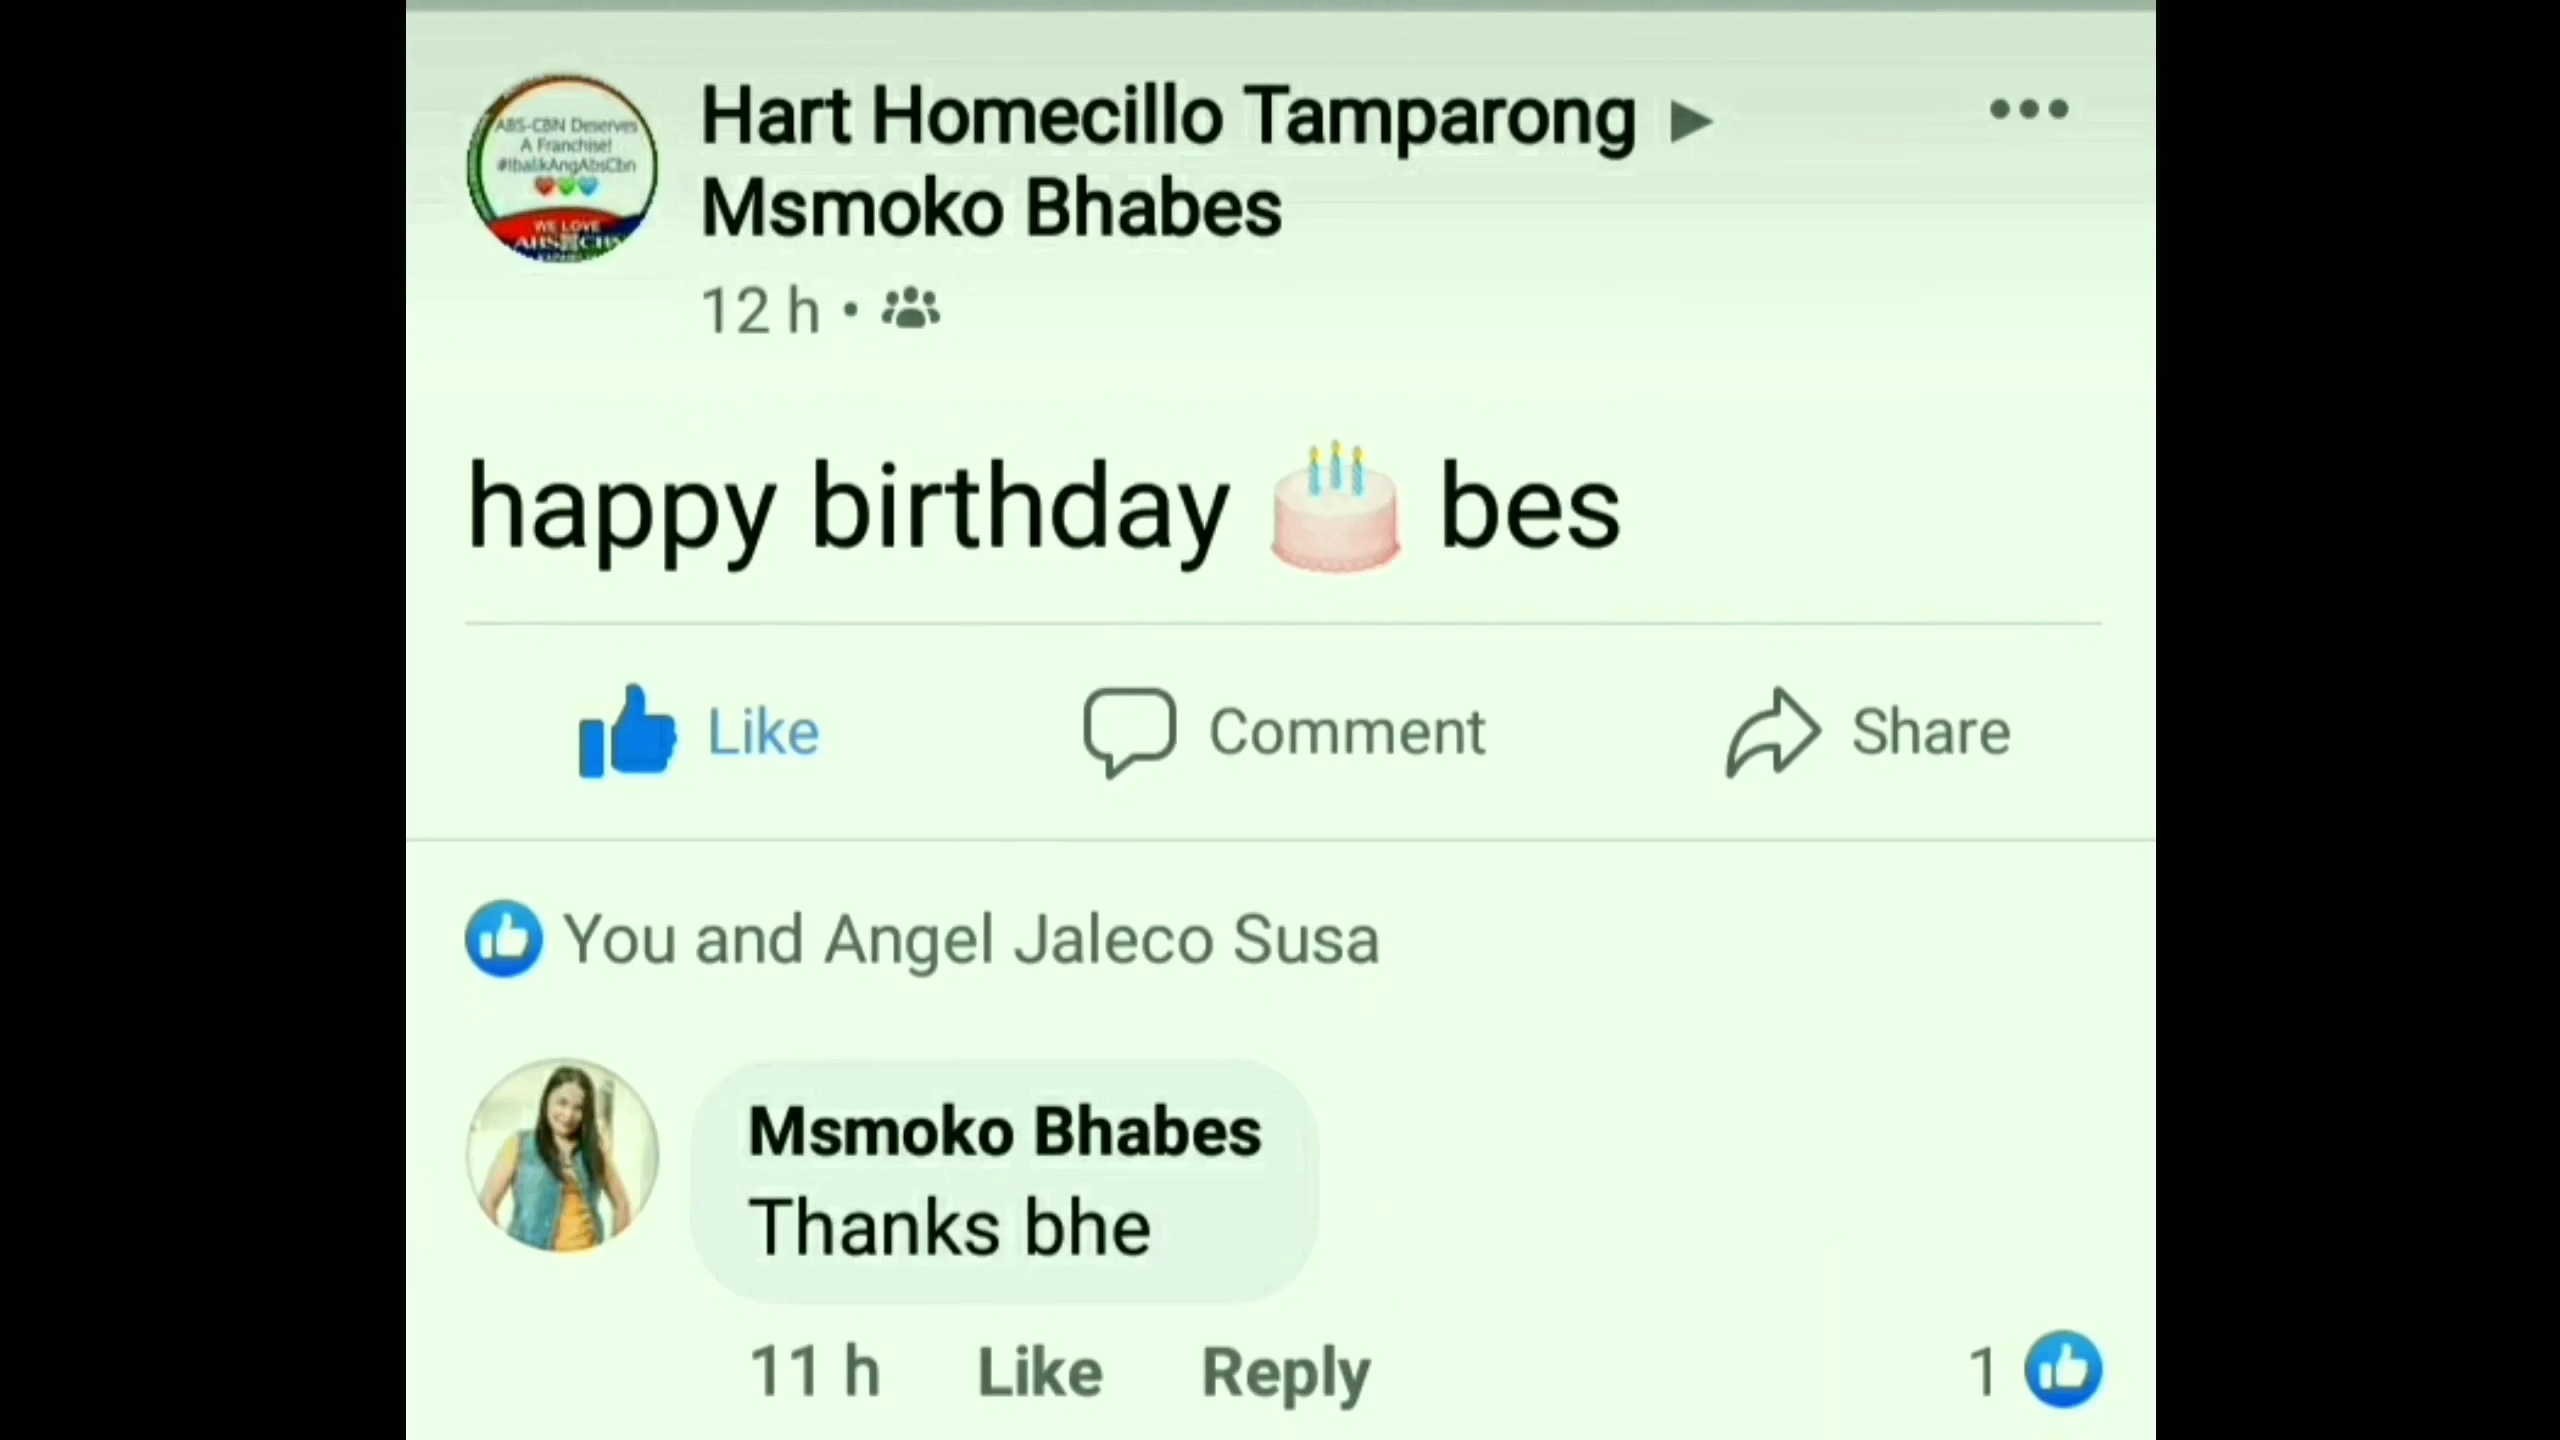 ABS-CBN Deserves
A Franchise!
#IbalikAngAbsCbn
WE LOVE
ABS CBN
Hart Homecillo Tamparong
Msmoko Bhabes
12 h
happy birthday 🎂 bes
Like
Comment
Share
You and Angel Jaleco Susa
Msmoko Bhabes
Thanks bhe
11 h Like Reply
1